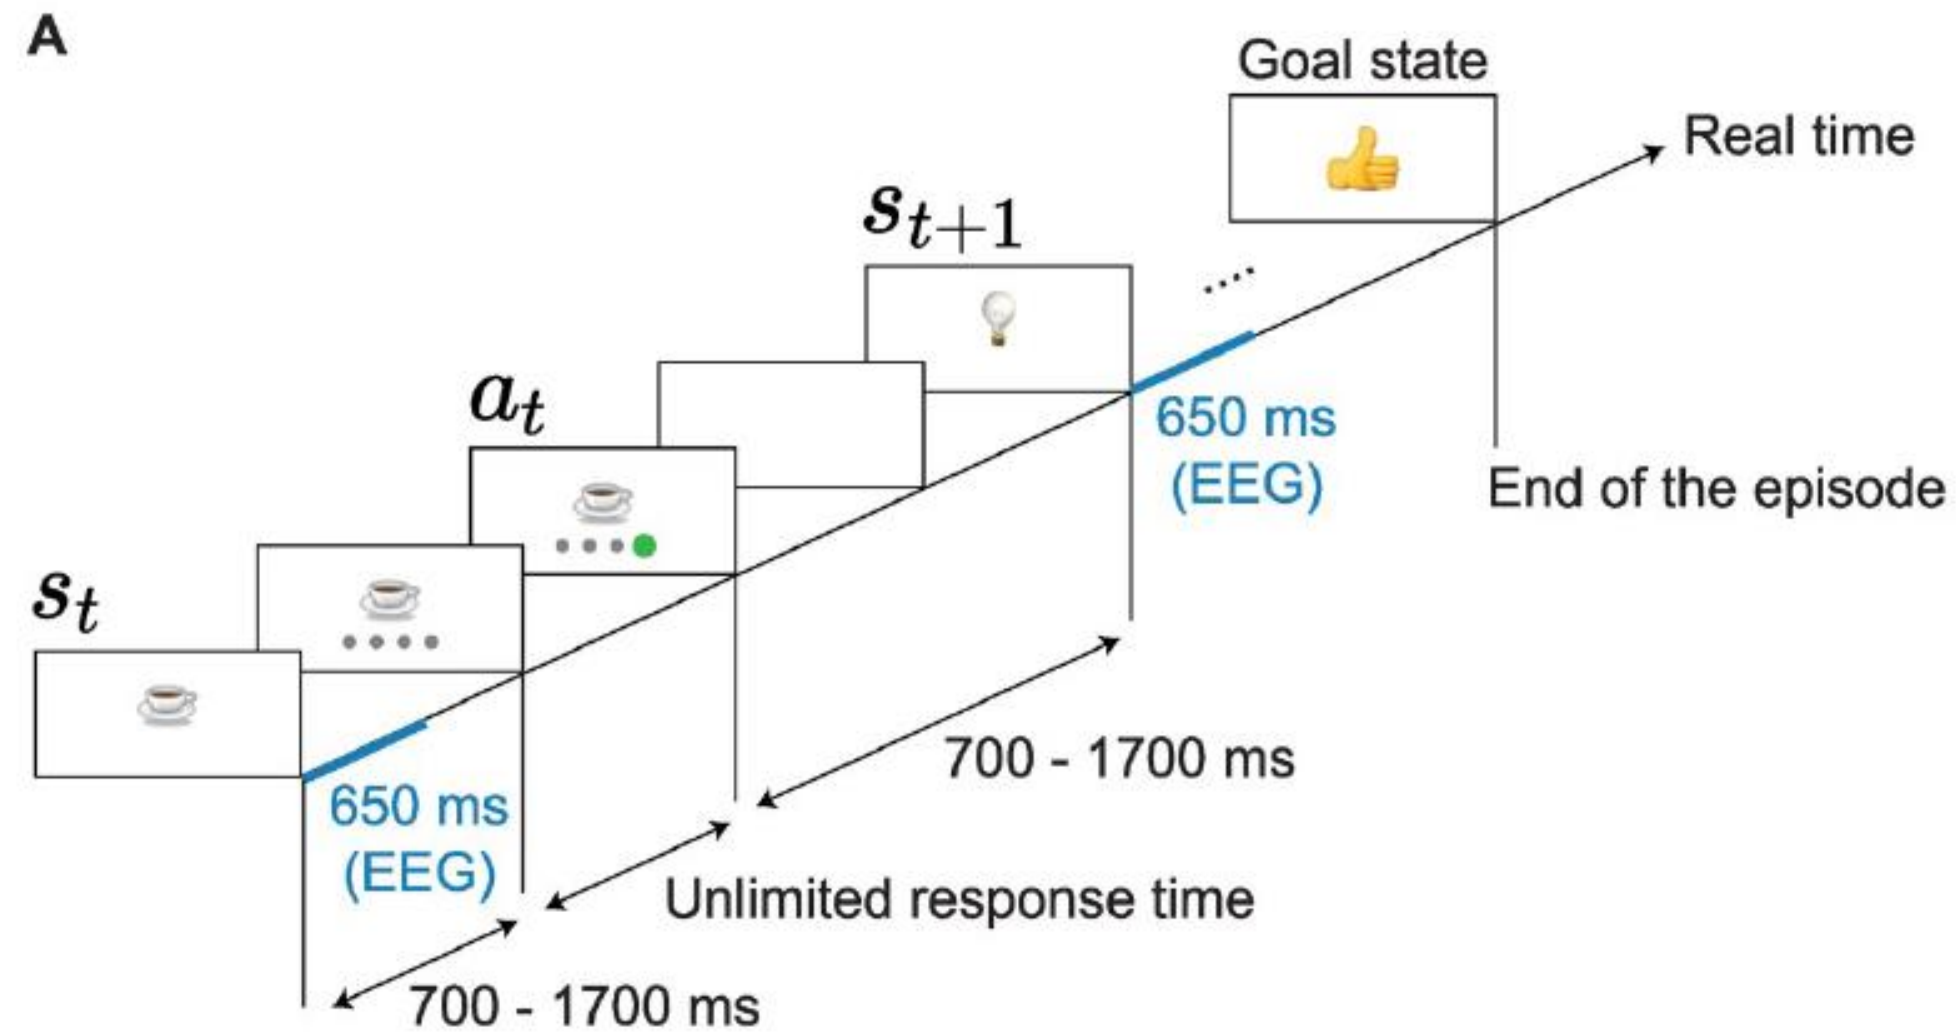 A
Goal state
Real time
s_{t+1}
a_t
650 ms
(EEG)
End of the episode
s_t
700 - 1700 ms
650 ms
(EEG)
Unlimited response time
700 - 1700 ms